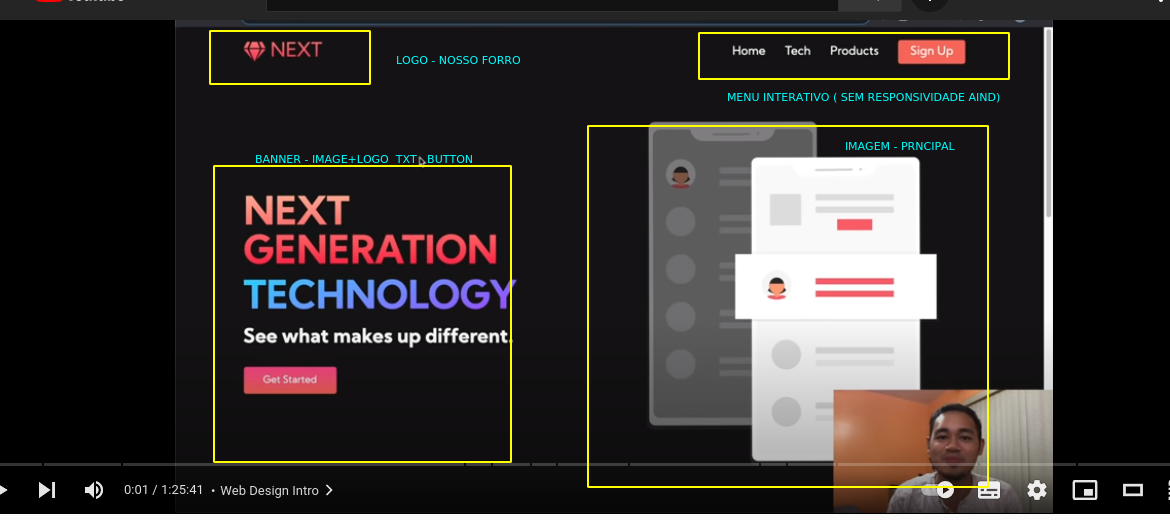 NEXT
LOGO - NOSSO FORRO
Home Tech Products Sign Up
MENU INTERATIVO ( SEM RESPONSIVIDADE AIND)
IMAGEM - PRNCIPAL
BANNER - IMAGE+LOGO TXT BUTTON
NEXT
GENERATION
TECHNOLOGY
See what makes up different.
Get Started
0:01 / 1:25:41 • Web Design Intro